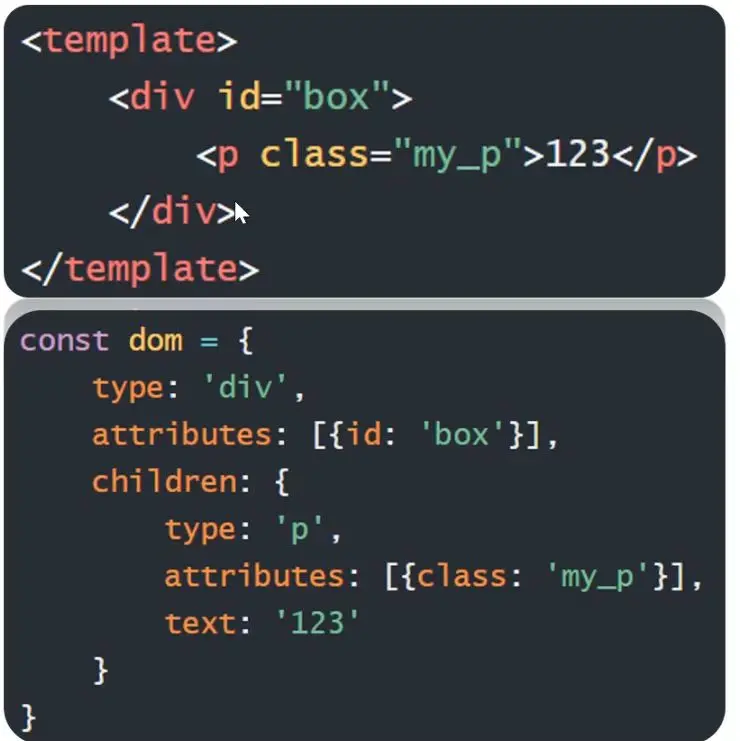 <template>
<div id="box">
<p class="my_p">123</p>
</div>
</template>
const dom = {
type: 'div',
attributes: [{id: 'box'}],
children: {
type: 'p',
attributes: [{class: 'my_p'}],
text: '123'
}
}